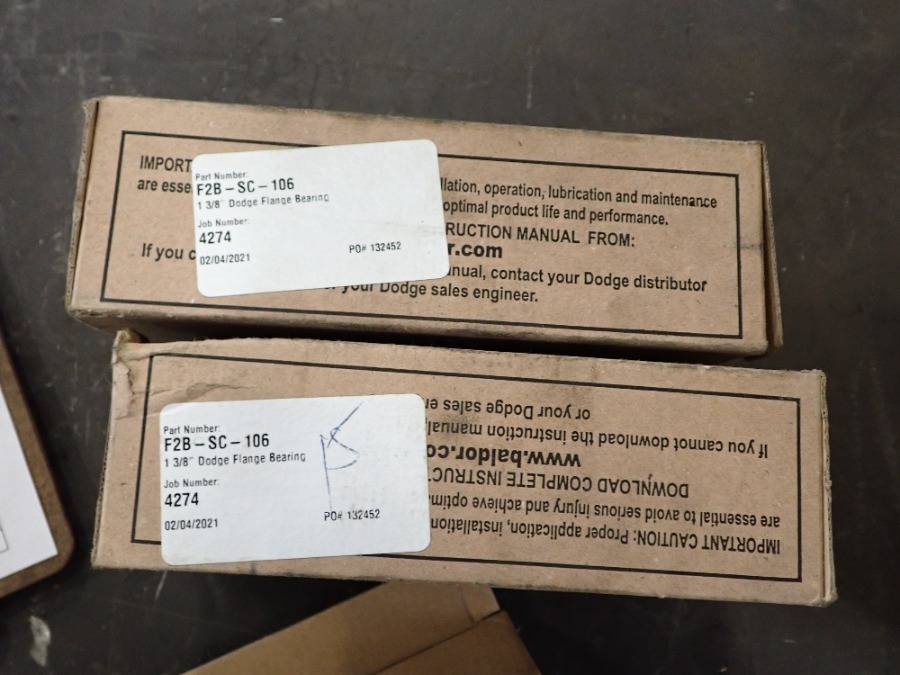 IMPORT
are esse
llation, operation, lubrication and maintenance
optimal product life and performance.
RUCTION MANUAL FROM:
r.com
If you c
nual, contact your Dodge distributor
your Dodge sales engineer.
Part Number:
F2B-SC-106
1 3/8" Dodge Flange Bearing
Job Number:
4274
02/04/2021
PO# 132452
Part Number:
F2B-SC-106
1 3/8" Dodge Flange Bearing
Job Number:
4274
02/04/2021
PO# 132452
IMPORTANT CAUTION: Proper application, installation,
are essential to avoid serious injury and achieve optim
DOWNLOAD COMPLETE INSTRUCT
www.baldor.co
If you cannot download the instruction manual,
or your Dodge sales en